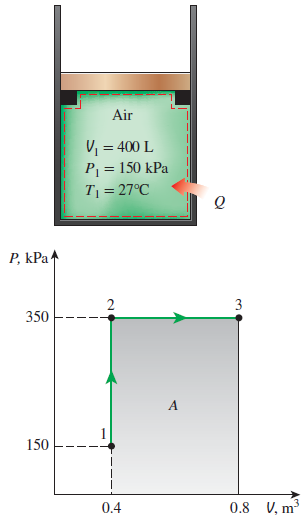 Air
V₁ = 400 L
P₁ = 150 kPa
T₁ = 27°C
Q
P, kPa
350
2
3
A
1
150
0.4
0.8
V, m³